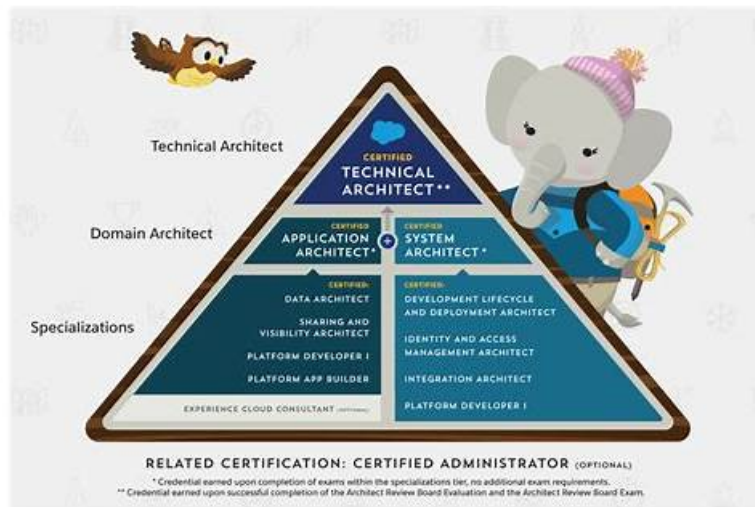 Technical Architect
CERTIFIED
TECHNICAL
ARCHITECT**
Domain Architect
CERTIFIED
APPLICATION
ARCHITECT*
+
CERTIFIED
SYSTEM
ARCHITECT*
Specializations
CERTIFIED:
DATA ARCHITECT
SHARING AND
VISIBILITY ARCHITECT
PLATFORM DEVELOPER I
PLATFORM APP BUILDER
EXPERIENCE CLOUD CONSULTANT (OPTIONAL)
CERTIFIED:
DEVELOPMENT LIFECYCLE
AND DEPLOYMENT ARCHITECT
IDENTITY AND ACCESS
MANAGEMENT ARCHITECT
INTEGRATION ARCHITECT
PLATFORM DEVELOPER I
RELATED CERTIFICATION: CERTIFIED ADMINISTRATOR (OPTIONAL)
* Credential earned upon completion of exams within the specializations tier, no additional exam requirements.
** Credential earned upon successful completion of the Architect Review Board Evaluation and the Architect Review Board Exam.